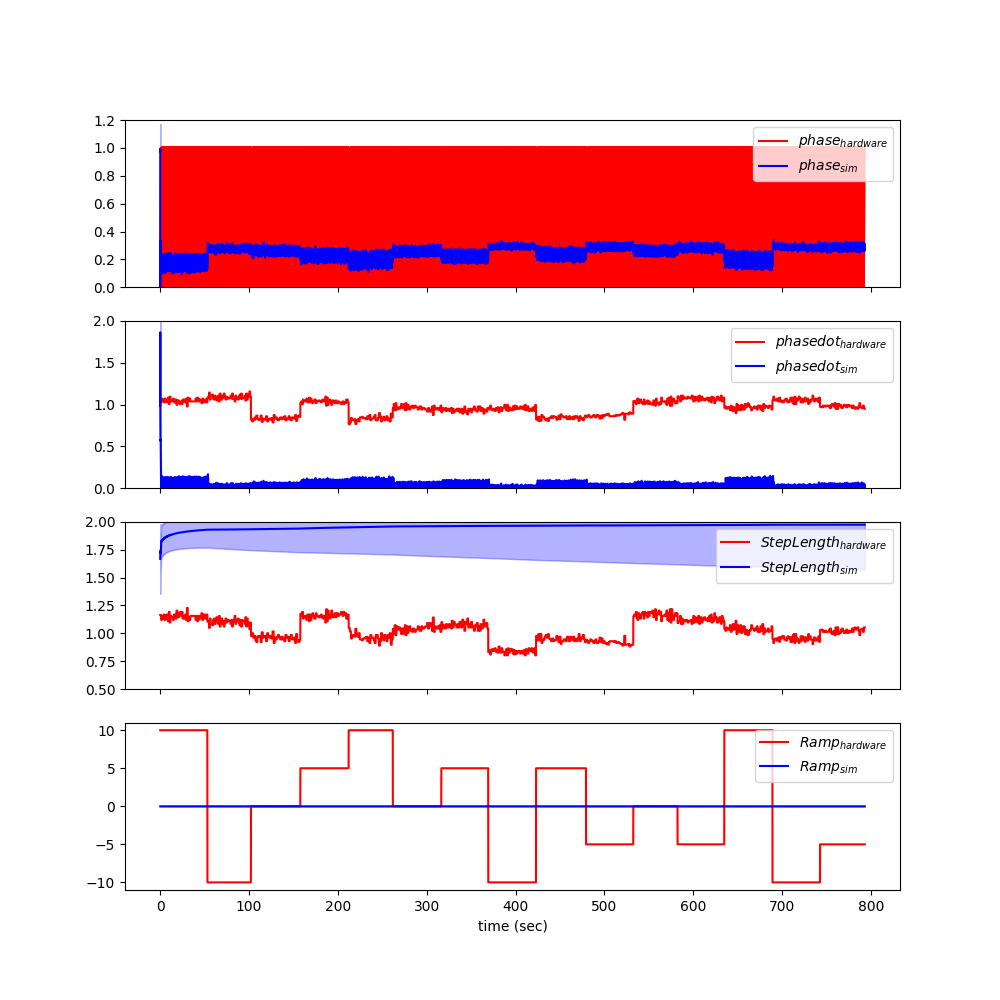 1.2
1.0
0.8
0.6
0.4
0.2
0.0
phase_hardware
phase_sim
2.0
1.5
1.0
0.5
0.0
phasedot_hardware
phasedot_sim
2.00
1.75
1.50
1.25
1.00
0.75
0.50
StepLength_hardware
StepLength_sim
10
5
0
−5
−10
Ramp_hardware
Ramp_sim
0 100 200 300 400 500 600 700 800
time (sec)